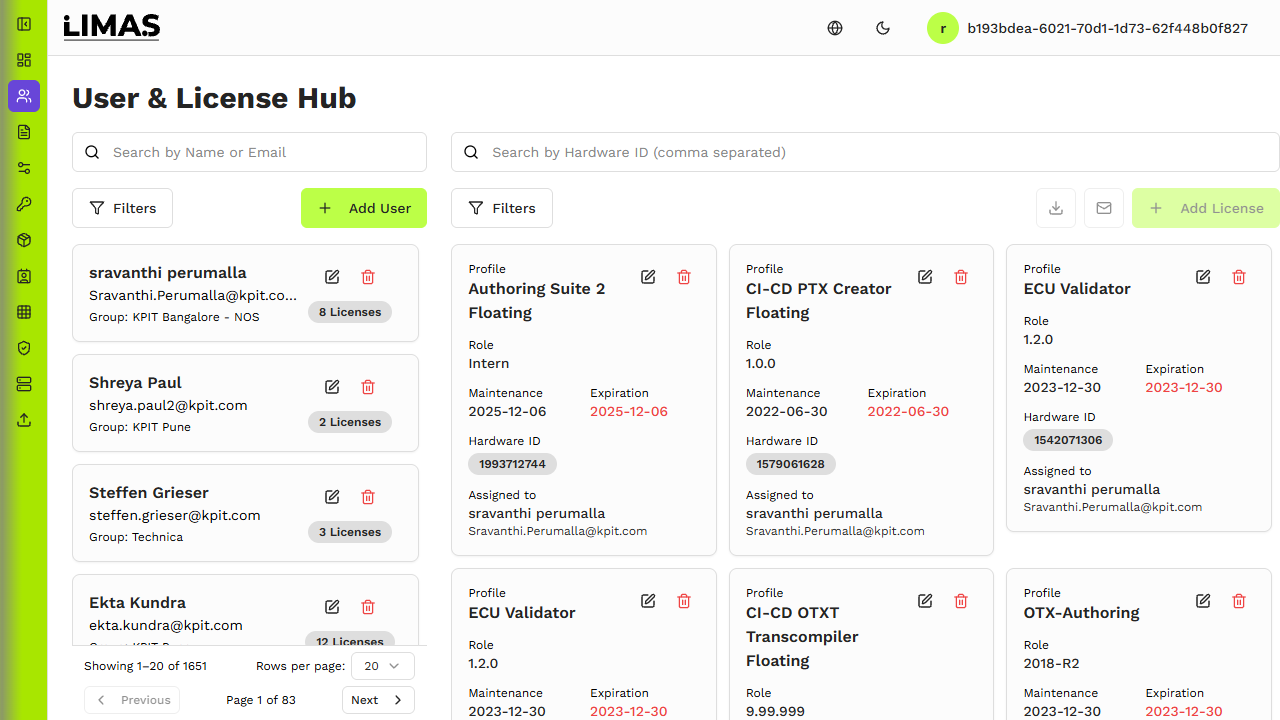 LIMAS
r
b193bdea-6021-70d1-1d73-62f448b0f827
User & License Hub
Search by Name or Email
Filters
Add User
sravanthi perumalla
Sravanthi.Perumalla@kpit.co...
Group: KPIT Bangalore - NOS
8 Licenses
Shreya Paul
shreya.paul2@kpit.com
Group: KPIT Pune
2 Licenses
Steffen Grieser
steffen.grieser@kpit.com
Group: Technica
3 Licenses
Ekta Kundra
ekta.kundra@kpit.com
12 Licenses
Showing 1–20 of 1651
Rows per page:
20
Previous
Page 1 of 83
Next
Search by Hardware ID (comma separated)
Filters
Add License
Profile
Authoring Suite 2
Floating
Role
Intern
Maintenance
2025-12-06
Expiration
2025-12-06
Hardware ID
1993712744
Assigned to
sravanthi perumalla
Sravanthi.Perumalla@kpit.com
Profile
CI-CD PTX Creator
Floating
Role
1.0.0
Maintenance
2022-06-30
Expiration
2022-06-30
Hardware ID
1579061628
Assigned to
sravanthi perumalla
Sravanthi.Perumalla@kpit.com
Profile
ECU Validator
Role
1.2.0
Maintenance
2023-12-30
Expiration
2023-12-30
Hardware ID
1542071306
Assigned to
sravanthi perumalla
Sravanthi.Perumalla@kpit.com
Profile
ECU Validator
Role
1.2.0
Maintenance
2023-12-30
Expiration
2023-12-30
Profile
CI-CD OTXT
Transcompiler
Floating
Role
9.99.999
Profile
OTX-Authoring
Role
2018-R2
Maintenance
2023-12-30
Expiration
2023-12-30